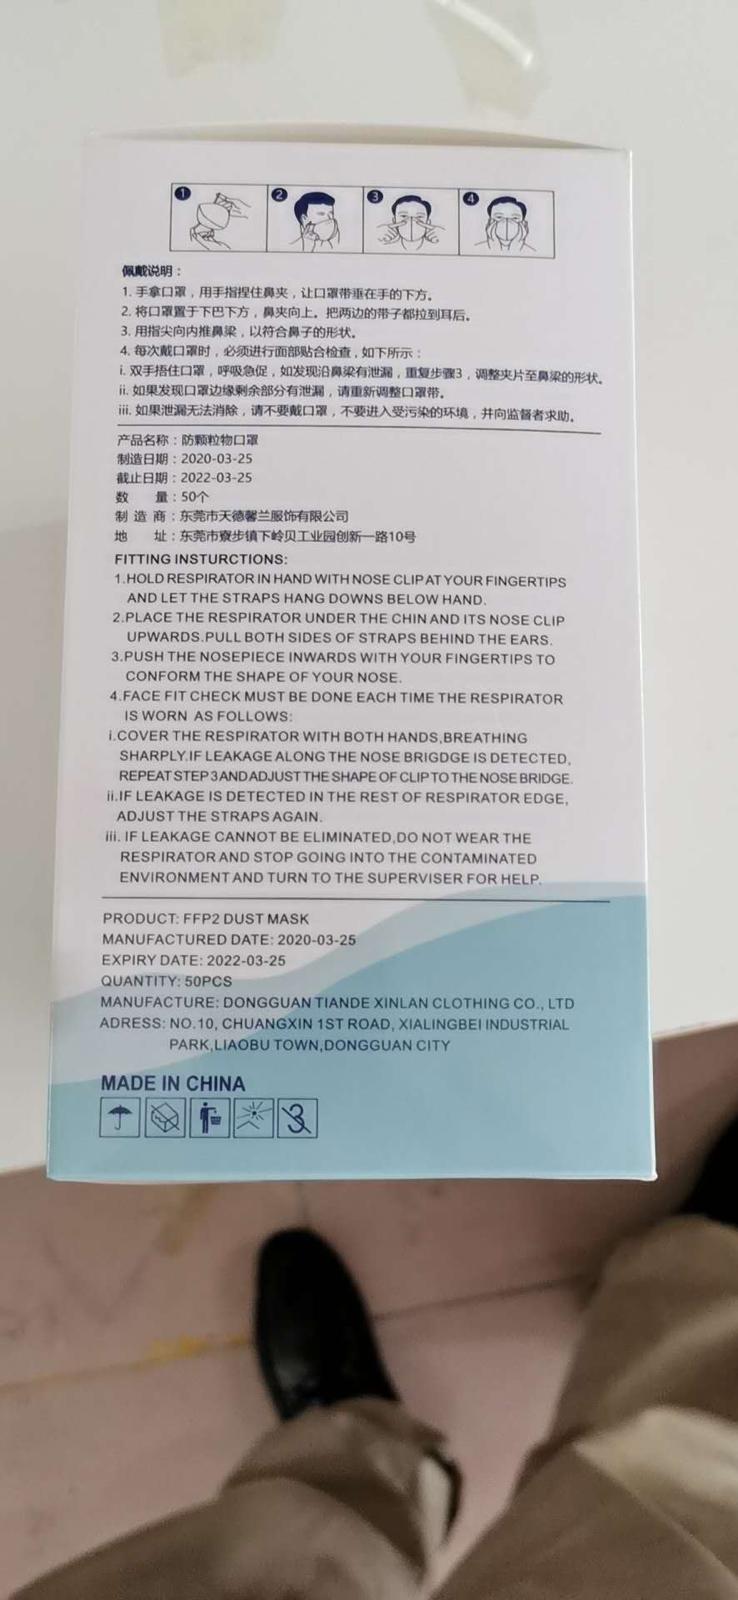 1 2 3 4
佩戴说明：
1. 手拿口罩，用手指捏住鼻夹，让口罩带垂在手的下方。
2. 将口罩置于下巴下方，鼻夹向上。把两边的带子都拉到耳后。
3. 用指尖向内推鼻梁，以符合鼻子的形状。
4. 每次戴口罩时，必须进行面部贴合检查，如下所示：
i. 双手捂住口罩，呼吸急促，如发现沿鼻梁有泄漏，重复步骤3，调整夹片至鼻梁的形状。
ii. 如果发现口罩边缘剩余部分有泄漏，请重新调整口罩带。
iii. 如果泄漏无法消除，请不要戴口罩，不要进入受污染的环境，并向监督者求助。
产品名称：防颗粒物口罩
制造日期：2020-03-25
截止日期：2022-03-25
数 量：50个
制 造 商：东莞市天德馨兰服饰有限公司
地 址：东莞市寮步镇下岭贝工业园创新一路10号
FITTING INSTURCTIONS:
1.HOLD RESPIRATOR IN HAND WITH NOSE CLIP AT YOUR FINGERTIPS
AND LET THE STRAPS HANG DOWNS BELOW HAND.
2.PLACE THE RESPIRATOR UNDER THE CHIN AND ITS NOSE CLIP
UPWARDS.PULL BOTH SIDES OF STRAPS BEHIND THE EARS.
3.PUSH THE NOSEPIECE INWARDS WITH YOUR FINGERTIPS TO
CONFORM THE SHAPE OF YOUR NOSE.
4.FACE FIT CHECK MUST BE DONE EACH TIME THE RESPIRATOR
IS WORN AS FOLLOWS:
i.COVER THE RESPIRATOR WITH BOTH HANDS,BREATHING
SHARPLY.IF LEAKAGE ALONG THE NOSE BRIGDGE IS DETECTED,
REPEAT STEP 3 AND ADJUST THE SHAPE OF CLIP TO THE NOSE BRIDGE.
ii.IF LEAKAGE IS DETECTED IN THE REST OF RESPIRATOR EDGE,
ADJUST THE STRAPS AGAIN.
iii. IF LEAKAGE CANNOT BE ELIMINATED,DO NOT WEAR THE
RESPIRATOR AND STOP GOING INTO THE CONTAMINATED
ENVIRONMENT AND TURN TO THE SUPERVISER FOR HELP.
PRODUCT: FFP2 DUST MASK
MANUFACTURED DATE: 2020-03-25
EXPIRY DATE: 2022-03-25
QUANTITY: 50PCS
MANUFACTURE: DONGGUAN TIANDE XINLAN CLOTHING CO., LTD
ADRESS: NO.10, CHUANGXIN 1ST ROAD, XIALINGBEI INDUSTRIAL
PARK,LIAOBU TOWN,DONGGUAN CITY
MADE IN CHINA
3